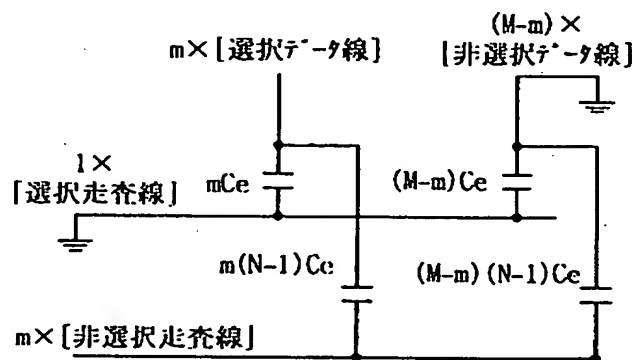 (M-m)×
m×[選択データ線]
[非選択データ線]
1×
[選択走査線]
mCe
(M-m)Ce
m(N-1)Ce
(M-m)(N-1)Ce
m×[非選択走査線]